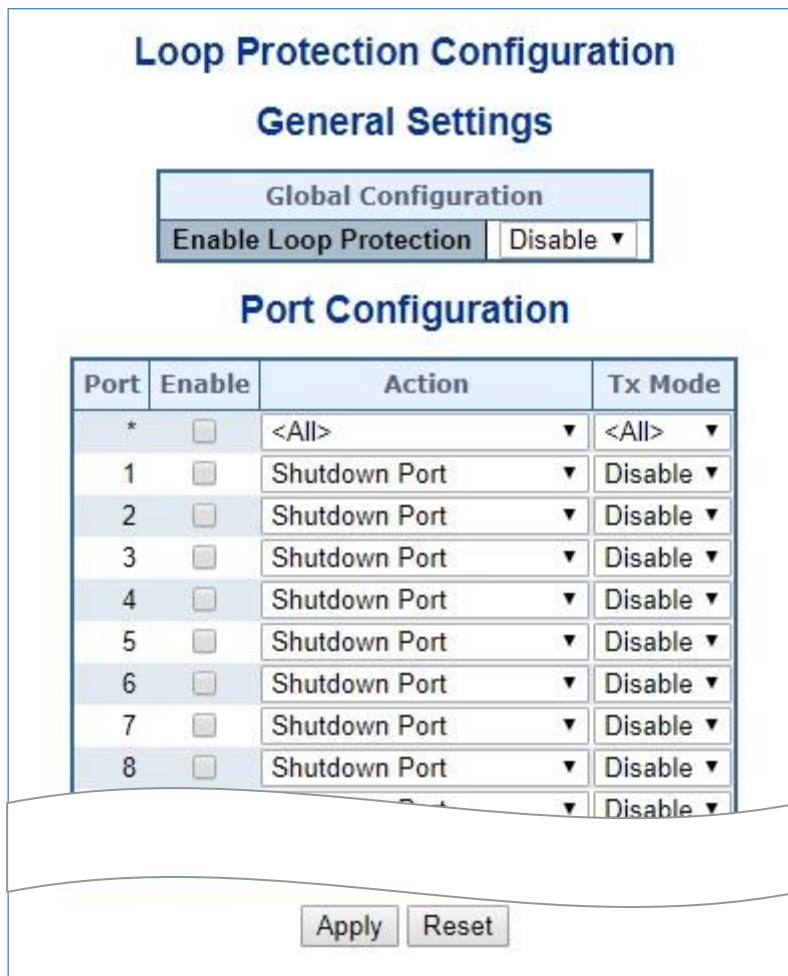 Loop Protection Configuration
General Settings
Global Configuration
Enable Loop Protection Disable
Port Configuration
Port Enable Action Tx Mode
* <All> <All>
1 Shutdown Port Disable
2 Shutdown Port Disable
3 Shutdown Port Disable
4 Shutdown Port Disable
5 Shutdown Port Disable
6 Shutdown Port Disable
7 Shutdown Port Disable
8 Shutdown Port Disable
Port Disable
Apply Reset